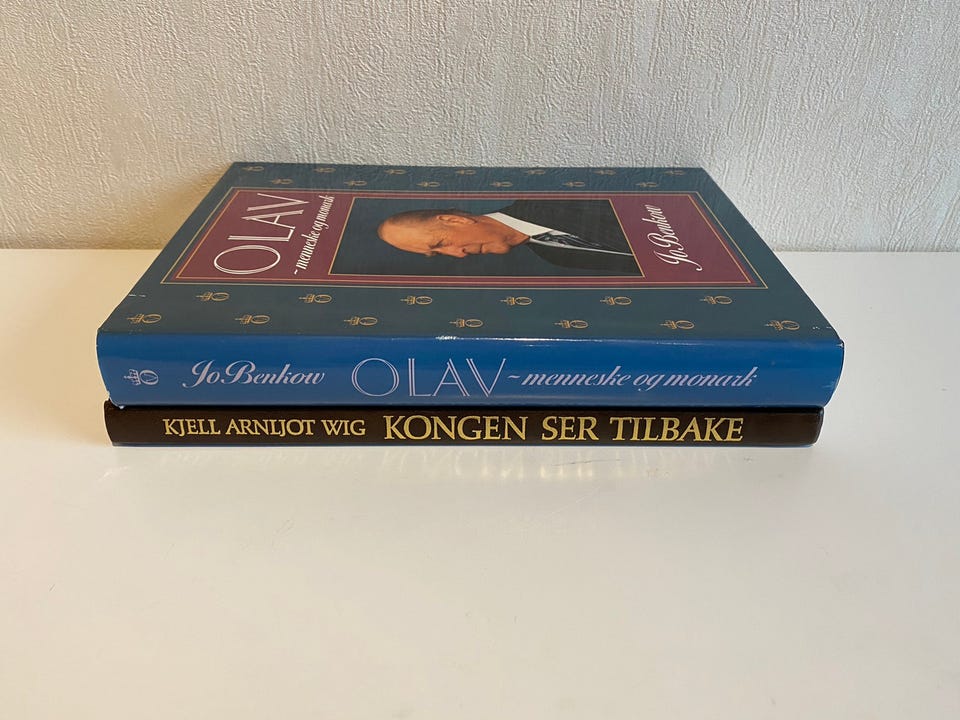 OLAV
~menneske og monark
Jo Benkow
Jo Benkow OLAV ~menneske og monark
KJELL ARNLJOT WIG KONGEN SER TILBAKE